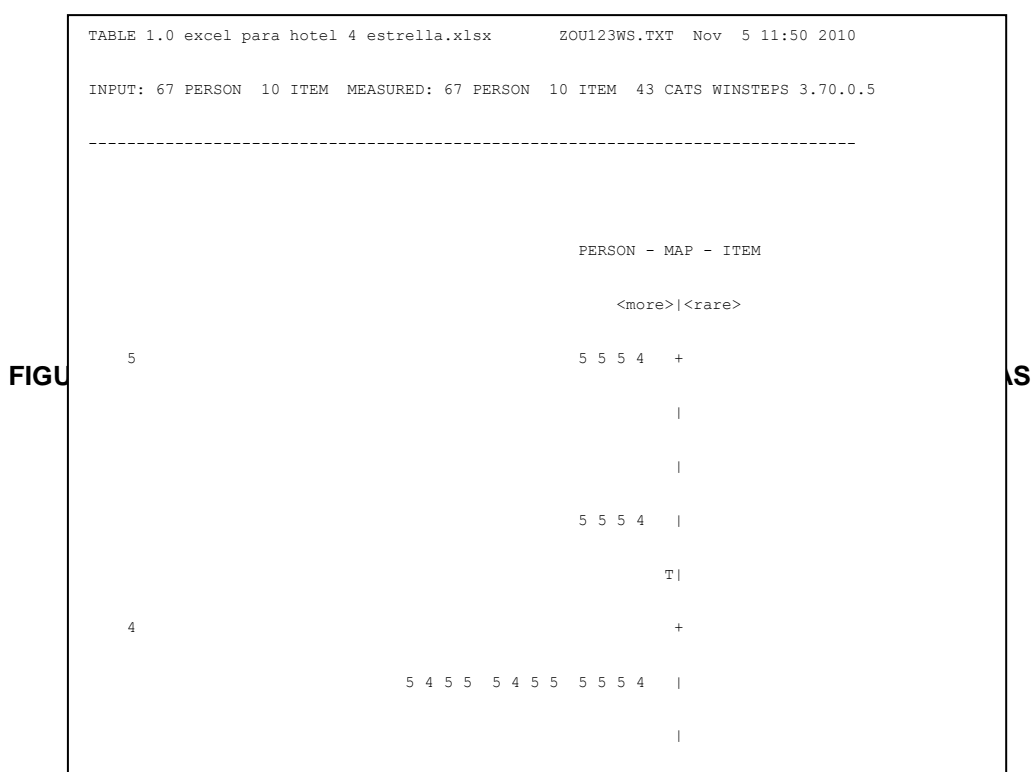 TABLE 1.0 excel para hotel 4 estrella.xlsx ZOU123WS.TXT Nov 5 11:50 2010
INPUT: 67 PERSON 10 ITEM MEASURED: 67 PERSON 10 ITEM 43 CATS WINSTEPS 3.70.0.5
--------------------------------------------------------------------------------
PERSON - MAP - ITEM
<more>|<rare>
5 5 5 5 4 +
|
|
5 5 5 4 |
T|
4 +
5 4 5 5 5 4 5 5 5 5 5 4 |
|